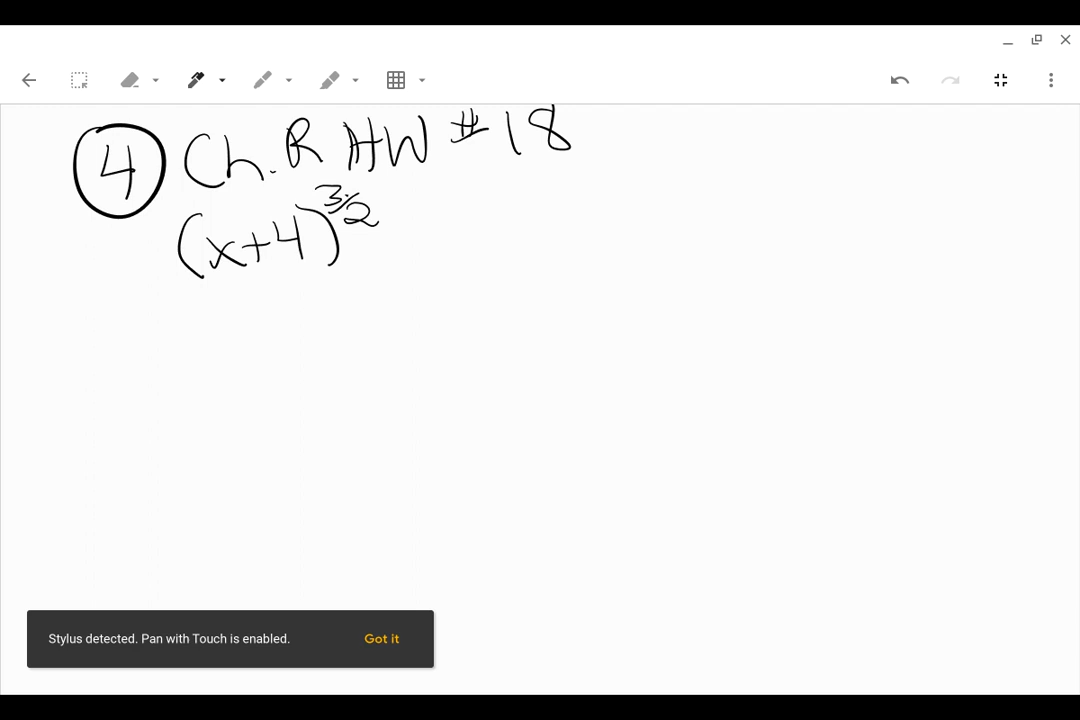 ④ Ch. R HW #18
(x+4)^{3/2}
Stylus detected. Pan with Touch is enabled. Got it